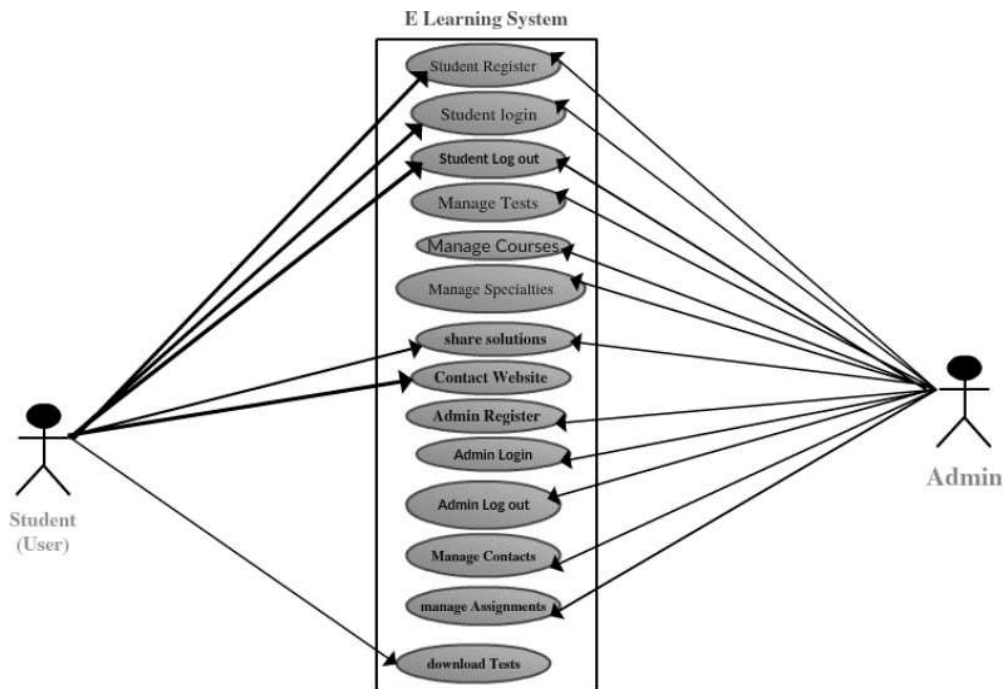 E Learning System
Student Register
Student login
Student Log out
Manage Tests
Manage Courses
Manage Specialties
share solutions
Contact Website
Admin Register
Admin Login
Admin Log out
Manage Contacts
manage Assignments
download Tests
Student
(User)
Admin